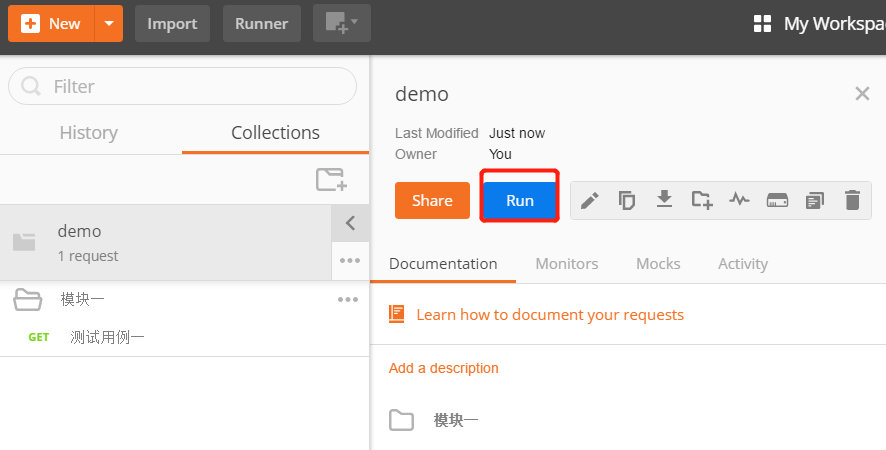 New Import Runner My Workspa
Filter
History Collections
demo
1 request
模块一
GET 测试用例一
demo
Last Modified Just now
Owner You
Share Run
Documentation Monitors Mocks Activity
Learn how to document your requests
Add a description
模块一